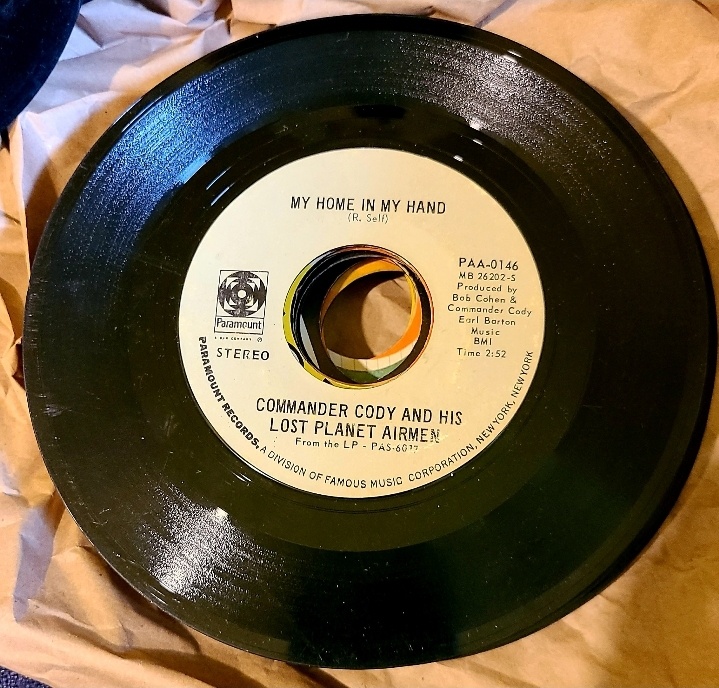 MY HOME IN MY HAND
(R. Self)
PAA-0146
MB 26202-S
Produced by
Bob Cohen &
Commander Cody
Earl Barton
Music
BMI
Time 2:52
Paramount
STEREO
COMMANDER CODY AND HIS
LOST PLANET AIRMEN
From the LP - 
PARAMOUNT RECORDS, A DIVISION OF FAMOUS MUSIC CORPORATION, NEW YORK, NEW YORK